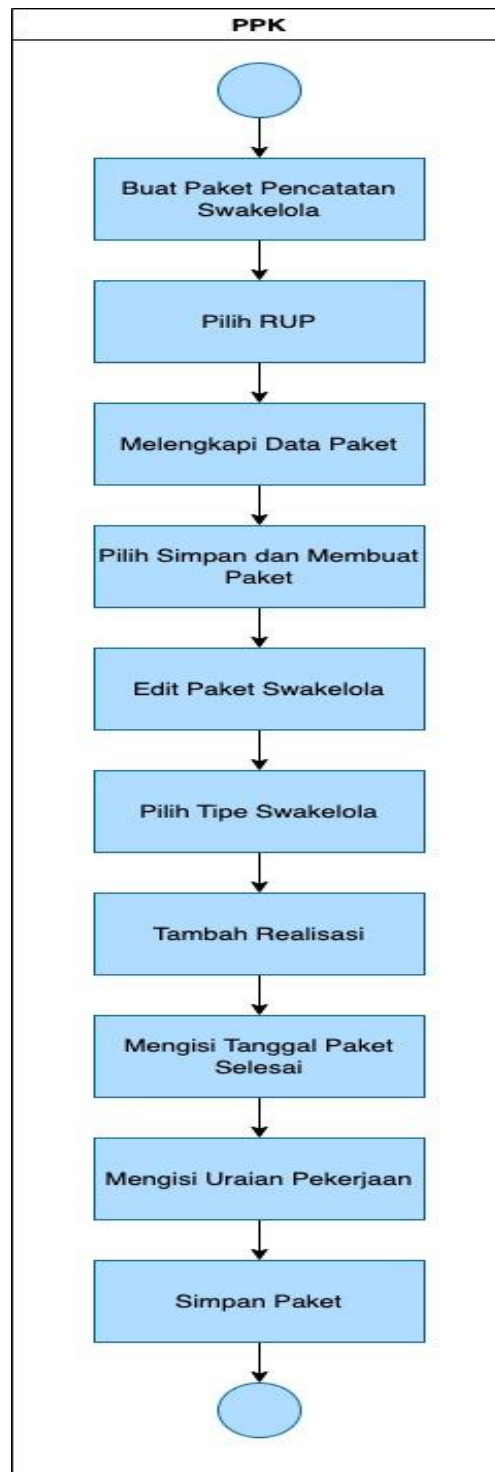 PPK
Buat Paket Pencatatan
Swakelola
Pilih RUP
Melengkapi Data Paket
Pilih Simpan dan Membuat
Paket
Edit Paket Swakelola
Pilih Tipe Swakelola
Tambah Realisasi
Mengisi Tanggal Paket
Selesai
Mengisi Uraian Pekerjaan
Simpan Paket